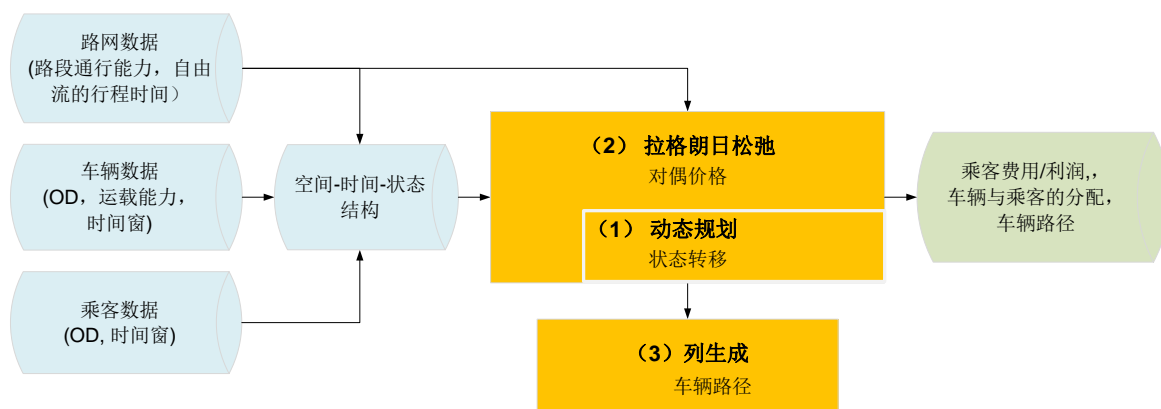 路网数据
(路段通行能力，自由
流的行程时间）
车辆数据
(OD，运载能力，
时间窗)
乘客数据
(OD, 时间窗)
空间-时间-状态
结构
（2） 拉格朗日松弛
对偶价格
（1） 动态规划
状态转移
（3）列生成
车辆路径
乘客费用/利润,，
车辆与乘客的分配，
车辆路径